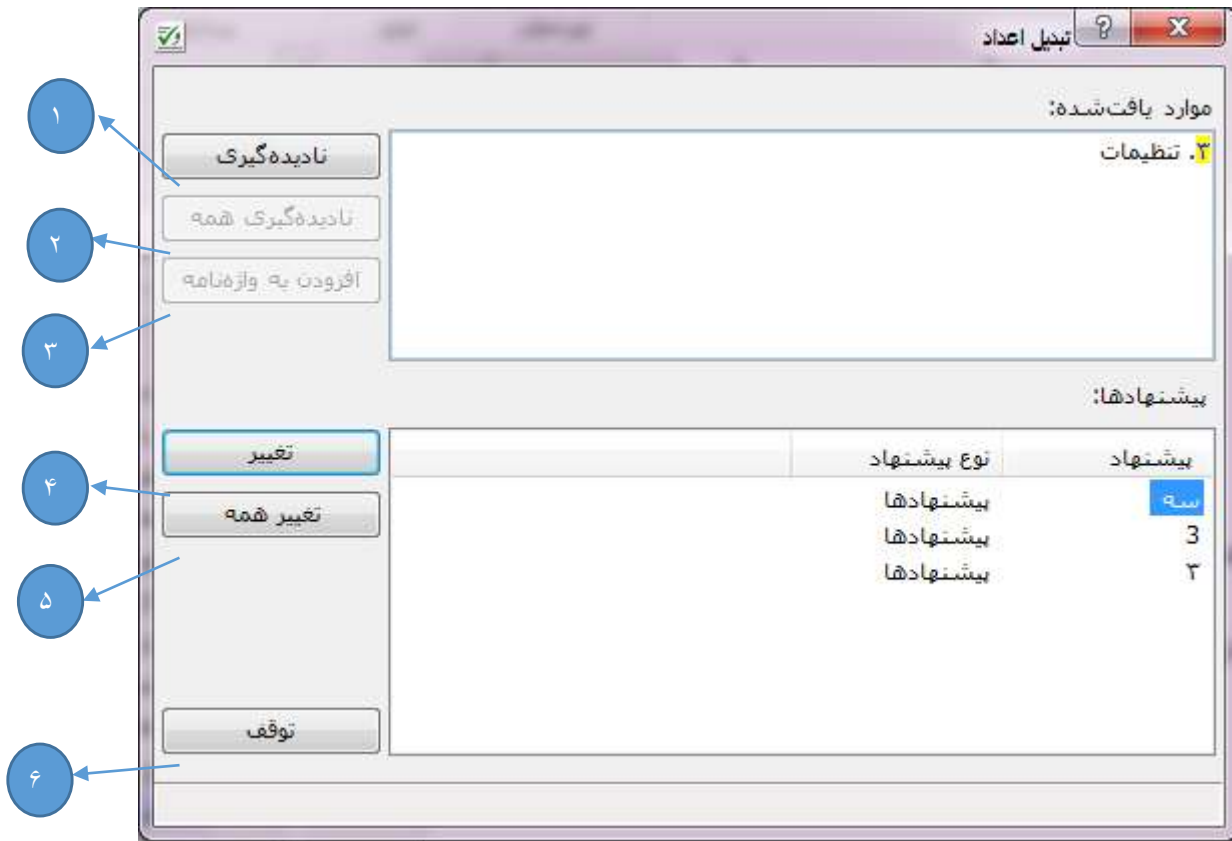 تبدیل اعداد
موارد یافت‌شده:
۳. تنظیمات
نادیده‌گیری
نادیده‌گیری همه
افزودن به واژه‌نامه
پیشنهادها:
پیشنهاد نوع پیشنهاد
سه پیشنهادها
3 پیشنهادها
۳ پیشنهادها
تغییر
تغییر همه
توقف
۱
۲
۳
۴
۵
۶